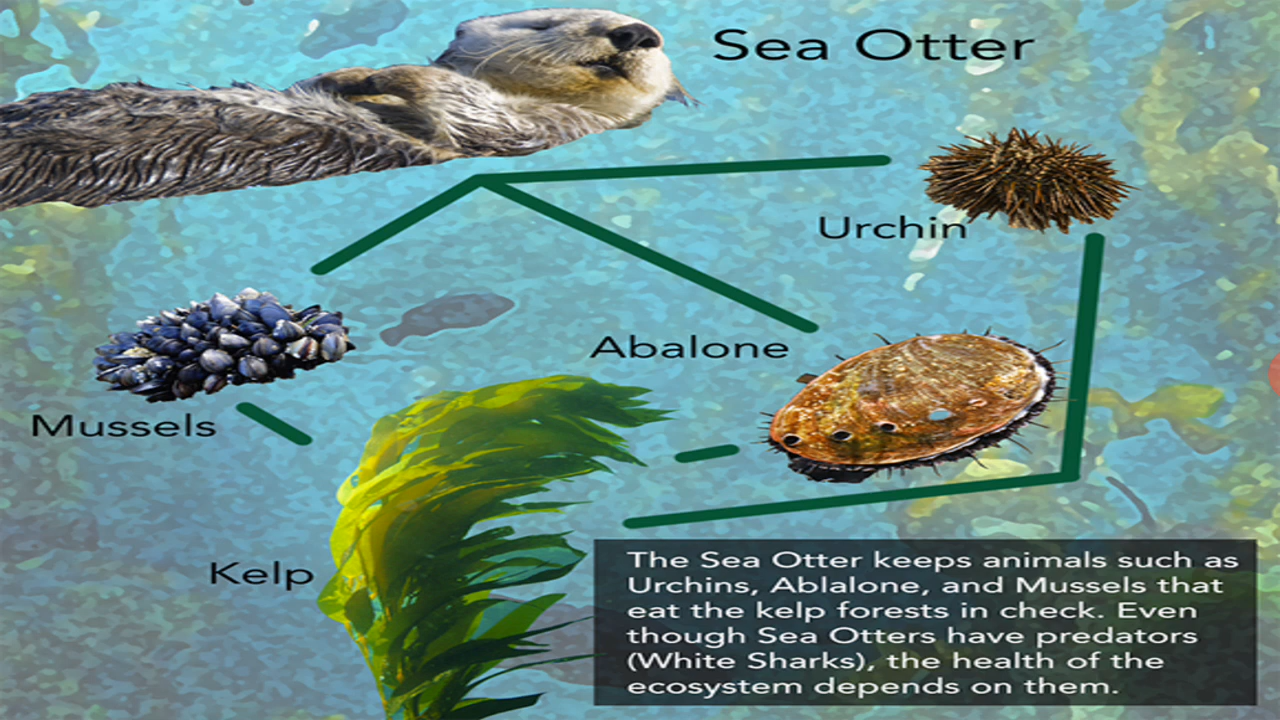 Sea Otter
Urchin
Abalone
Mussels
Kelp
The Sea Otter keeps animals such as
Urchins, Ablalone, and Mussels that
eat the kelp forests in check. Even
though Sea Otters have predators
(White Sharks), the health of the
ecosystem depends on them.